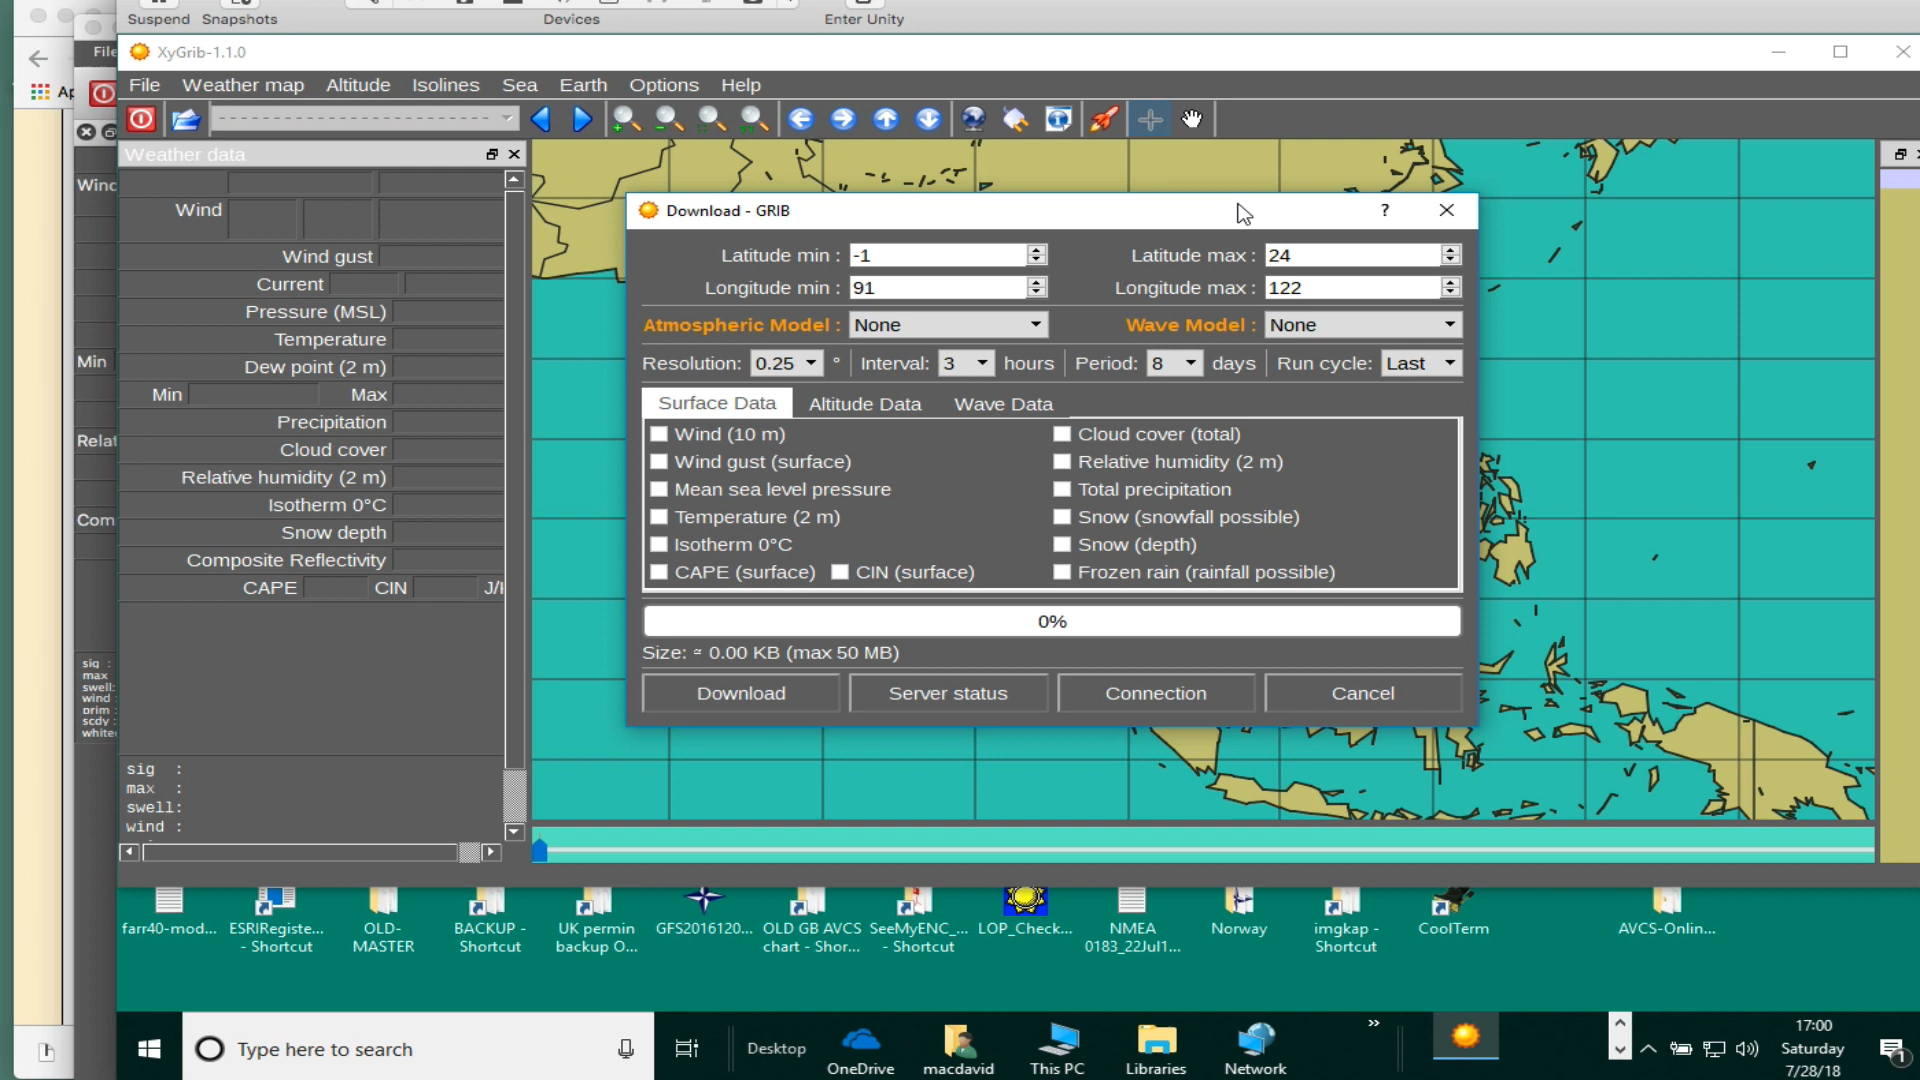 Suspend Snapshots Devices Enter Unity
File
XyGrib-1.1.0
File Weather map Altitude Isolines Sea Earth Options Help
Weather data
Wind
Wind gust
Current
Pressure (MSL)
Temperature
Dew point (2 m)
Min Max
Precipitation
Cloud cover
Relative humidity (2 m)
Isotherm 0°C
Snow depth
Composite Reflectivity
CAPE CIN
sig :
max :
swell:
wind :
Min
sig :
max
swell:
wind :
prim
scdy :
Download - GRIB
?
Latitude min : -1 Latitude max : 24
Longitude min : 91 Longitude max : 122
Atmospheric Model : None Wave Model : None
Resolution: 0.25 ° Interval: 3 hours Period: 8 days Run cycle: Last
Surface Data Altitude Data Wave Data
Wind (10 m) Cloud cover (total)
Wind gust (surface) Relative humidity (2 m)
Mean sea level pressure Total precipitation
Temperature (2 m) Snow (snowfall possible)
Isotherm 0°C Snow (depth)
CAPE (surface) CIN (surface) Frozen rain (rainfall possible)
0%
Size: ≃ 0.00 KB (max 50 MB)
Download Server status Connection Cancel
farr40-mod...
ESRIRegiste...
- Shortcut
OLD-
MASTER
BACKUP -
Shortcut
UK permin
backup O...
GFS2016120...
OLD GB AVCS
chart - Shor...
SeeMyENC_...
- Shortcut
LOP_Check...
NMEA
0183_22Jul1...
Norway
imgkap -
Shortcut
CoolTerm
AVCS-Onlin...
Type here to search
Desktop
OneDrive macdavid This PC Libraries Network
»
17:00
Saturday
7/28/18
1